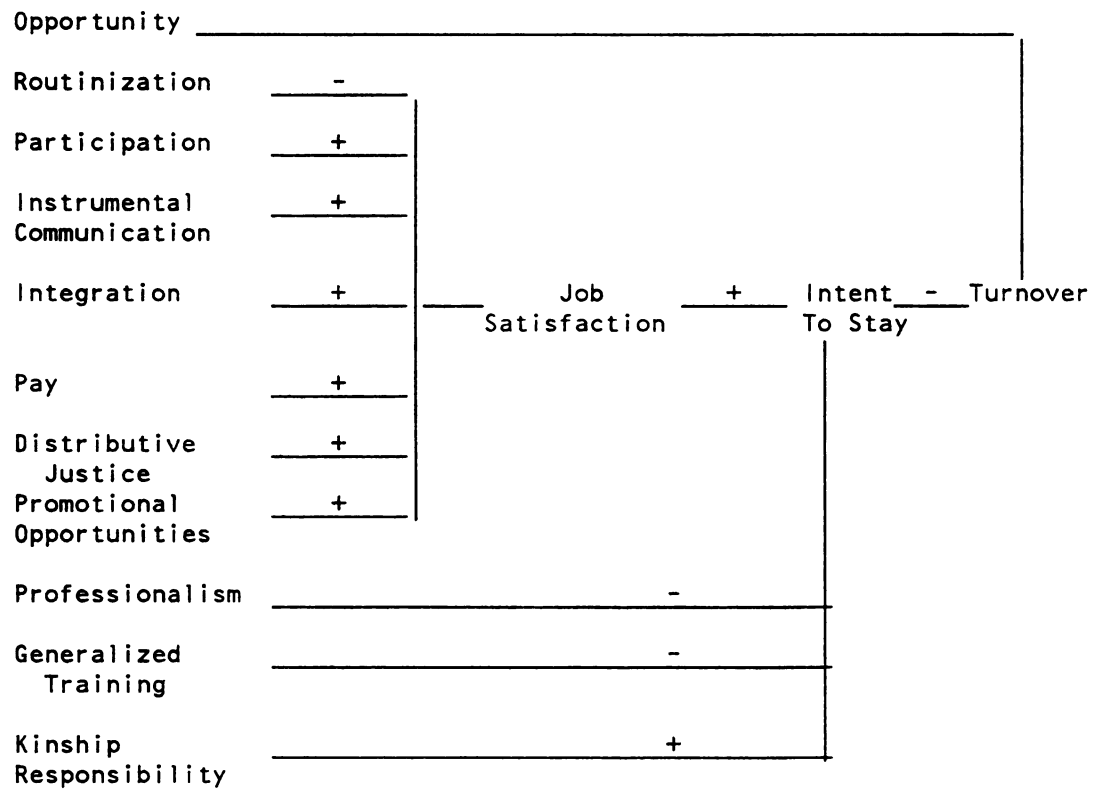 Opportunity
Routinization -
Participation +
Instrumental +
Communication
Integration + Job + Intent - Turnover
Satisfaction To Stay
Pay +
Distributive +
Justice
Promotional +
Opportunities
Professionalism -
Generalized -
Training
Kinship +
Responsibility